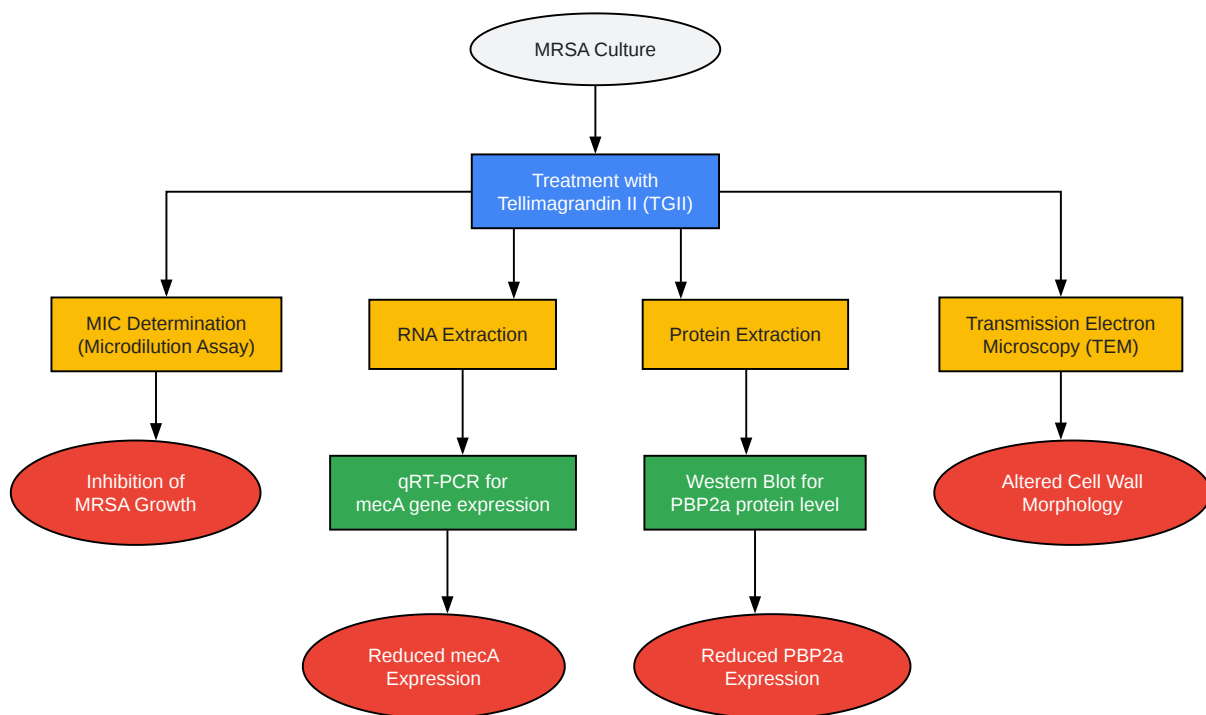 MRSA Culture
Treatment with
Tellimagrandin II (TGII)
MIC Determination
(Microdilution Assay)
RNA Extraction
Protein Extraction
Transmission Electron
Microscopy (TEM)
Inhibition of
MRSA Growth
qRT-PCR for
mecA gene expression
Western Blot for
PBP2a protein level
Altered Cell Wall
Morphology
Reduced mecA
Expression
Reduced PBP2a
Expression